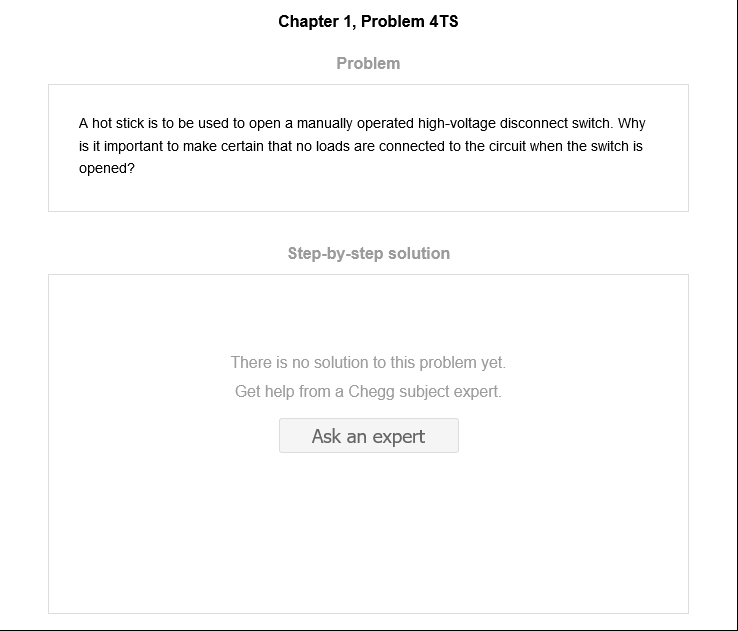 Chapter 1, Problem 4TS
Problem
A hot stick is to be used to open a manually operated high-voltage disconnect switch. Why
is it important to make certain that no loads are connected to the circuit when the switch is
opened?
Step-by-step solution
There is no solution to this problem yet.
Get help from a Chegg subject expert.
Ask an expert